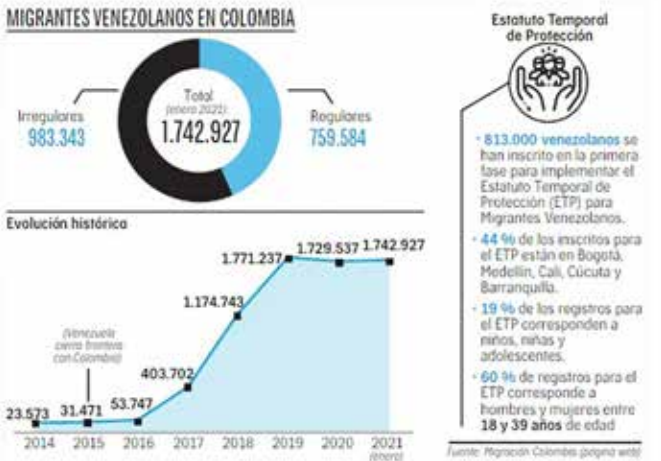 MIGRANTES VENEZOLANOS EN COLOMBIA
Irregulares
983.343
Total
(enero 2021):
1.742.927
Regulares
759.584
Evolución histórica
(Venezuela
cierra frontera
con Colombia)
23.573
31.471
53.747
403.702
1.174.743
1.771.237
1.729.537
1.742.927
2014
2015
2016
2017
2018
2019
2020
2021
(enero)
Estatuto Temporal
de Protección
· 813.000 venezolanos se
han inscrito en la primera
fase para implementar el
Estatuto Temporal de
Protección (ETP) para
Migrantes Venezolanos.
· 44 % de los inscritos para
el ETP están en Bogotá,
Medellín, Cali, Cúcuta y
Barranquilla.
· 19 % de los registros para
el ETP corresponden a
niños, niñas y
adolescentes.
· 60 % de registros para el
ETP corresponde a
hombres y mujeres entre
18 y 39 años de edad
Fuente: Migración Colombia (página web)